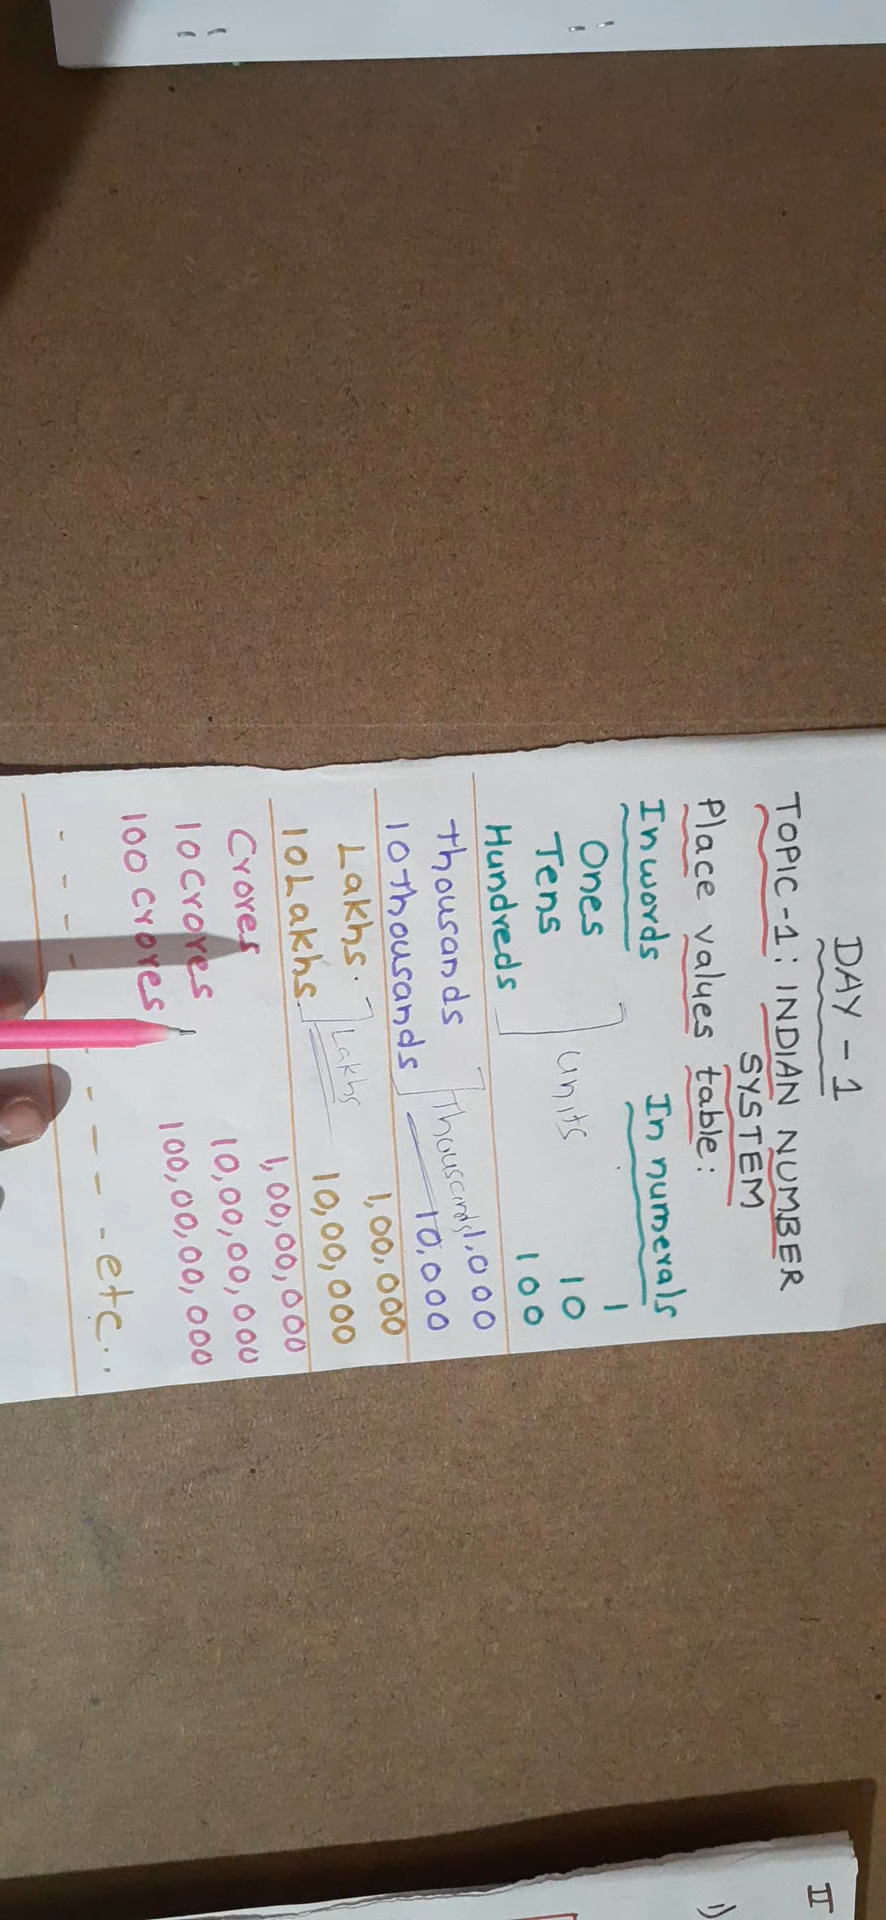 DAY - 1
TOPIC -1: INDIAN NUMBER
SYSTEM
Place values table:
In words In numerals
Ones 1
Tens units 10
Hundreds 100
thousands Thousands 1,000
10 thousands 10,000
Lakhs. 1,00,000
10 Lakhs Lakhs 10,00,000
Crores 1,00,00,000
10 crores 10,00,00,000
100 crores 100,00,00,000
- - - - - - - - etc..
II
1)